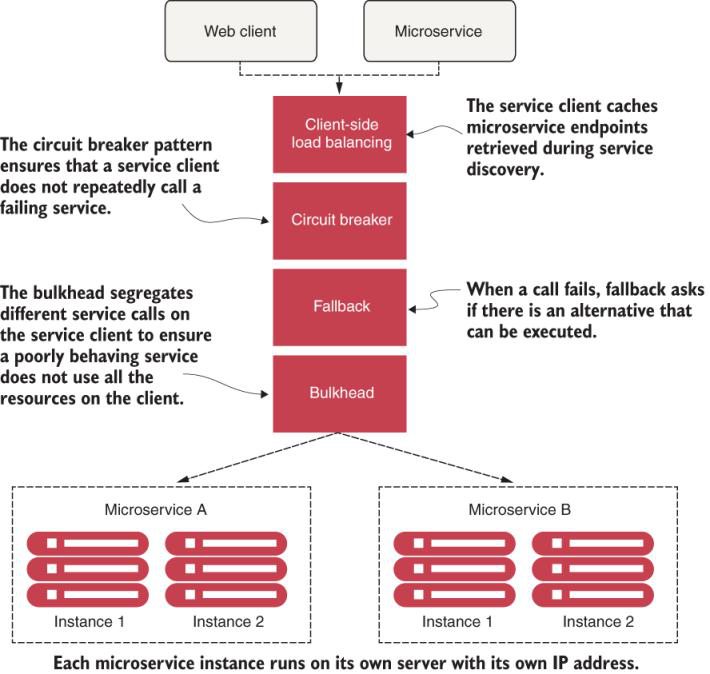 Web client
Microservice
Client-side
load balancing
The service client caches
microservice endpoints
retrieved during service
discovery.
The circuit breaker pattern
ensures that a service client
does not repeatedly call a
failing service.
Circuit breaker
Fallback
When a call fails, fallback asks
if there is an alternative that
can be executed.
The bulkhead segregates
different service calls on
the service client to ensure
a poorly behaving service
does not use all the
resources on the client.
Bulkhead
Microservice A
Instance 1
Instance 2
Microservice B
Instance 1
Instance 2
Each microservice instance runs on its own server with its own IP address.